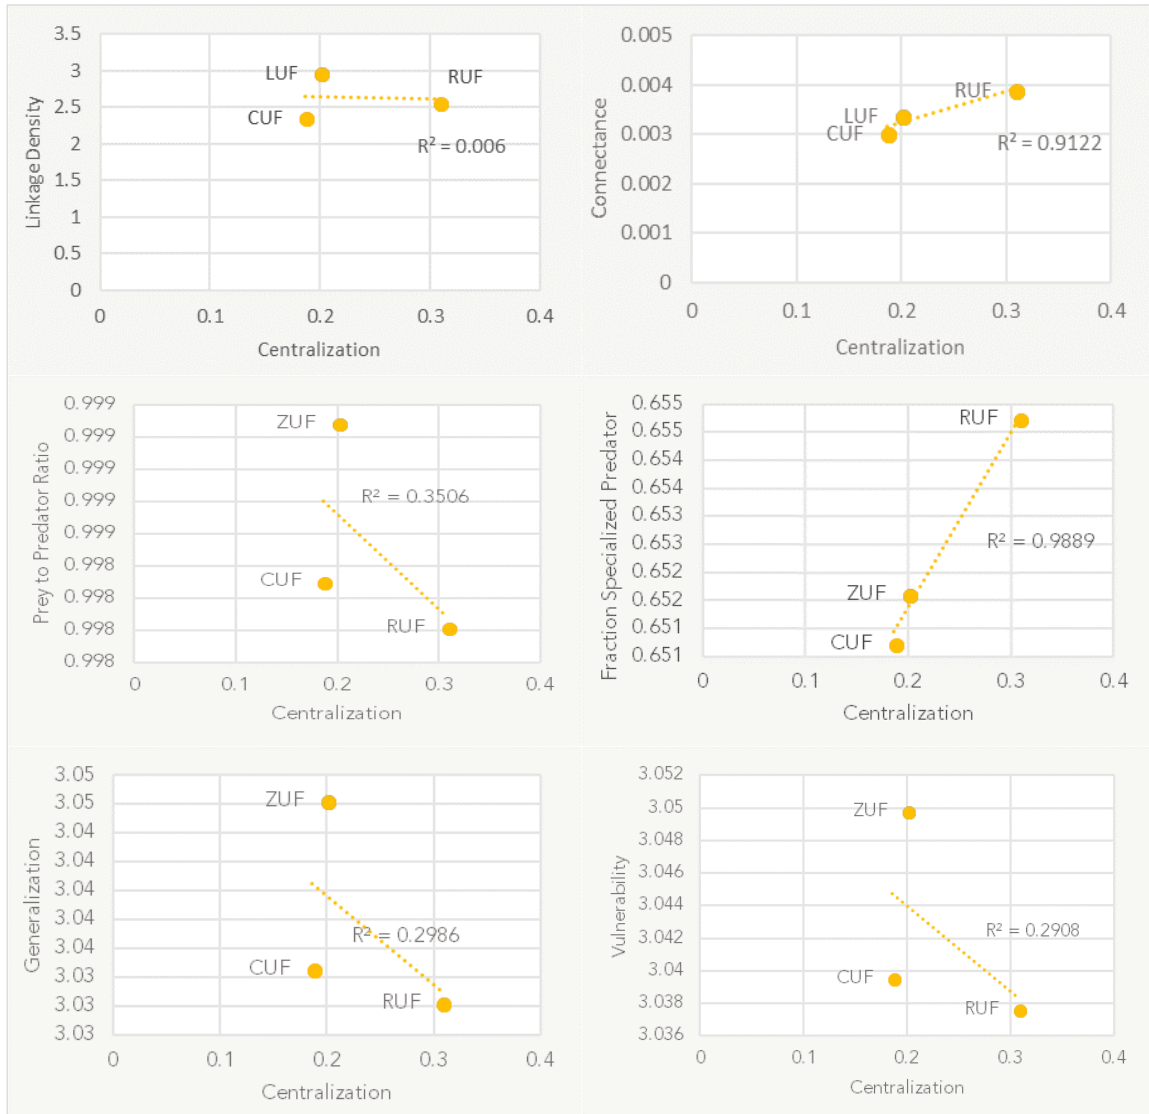 3.5
3
2.5
2
1.5
1
0.5
0
Linkage Density
LUF
RUF
CUF
R² = 0.006
0 0.1 0.2 0.3 0.4
Centralization
0.005
0.004
0.003
0.002
0.001
0
Connectance
RUF
LUF
CUF
R² = 0.9122
0 0.1 0.2 0.3 0.4
Centralization
0.999
0.999
0.999
0.999
0.999
0.998
0.998
0.998
0.998
Prey to Predator Ratio
ZUF
R² = 0.3506
CUF
RUF
0 0.1 0.2 0.3 0.4
Centralization
0.655
0.655
0.654
0.654
0.653
0.653
0.652
0.652
0.651
0.651
Fraction Specialized Predator
RUF
R² = 0.9889
ZUF
CUF
0 0.1 0.2 0.3 0.4
Centralization
3.05
3.05
3.04
3.04
3.04
3.04
3.04
3.03
3.03
3.03
Generalization
ZUF
R² = 0.2986
CUF
RUF
0 0.1 0.2 0.3 0.4
Centralization
3.052
3.05
3.048
3.046
3.044
3.042
3.04
3.038
3.036
Vulnerability
ZUF
R² = 0.2908
CUF
RUF
0 0.1 0.2 0.3 0.4
Centralization